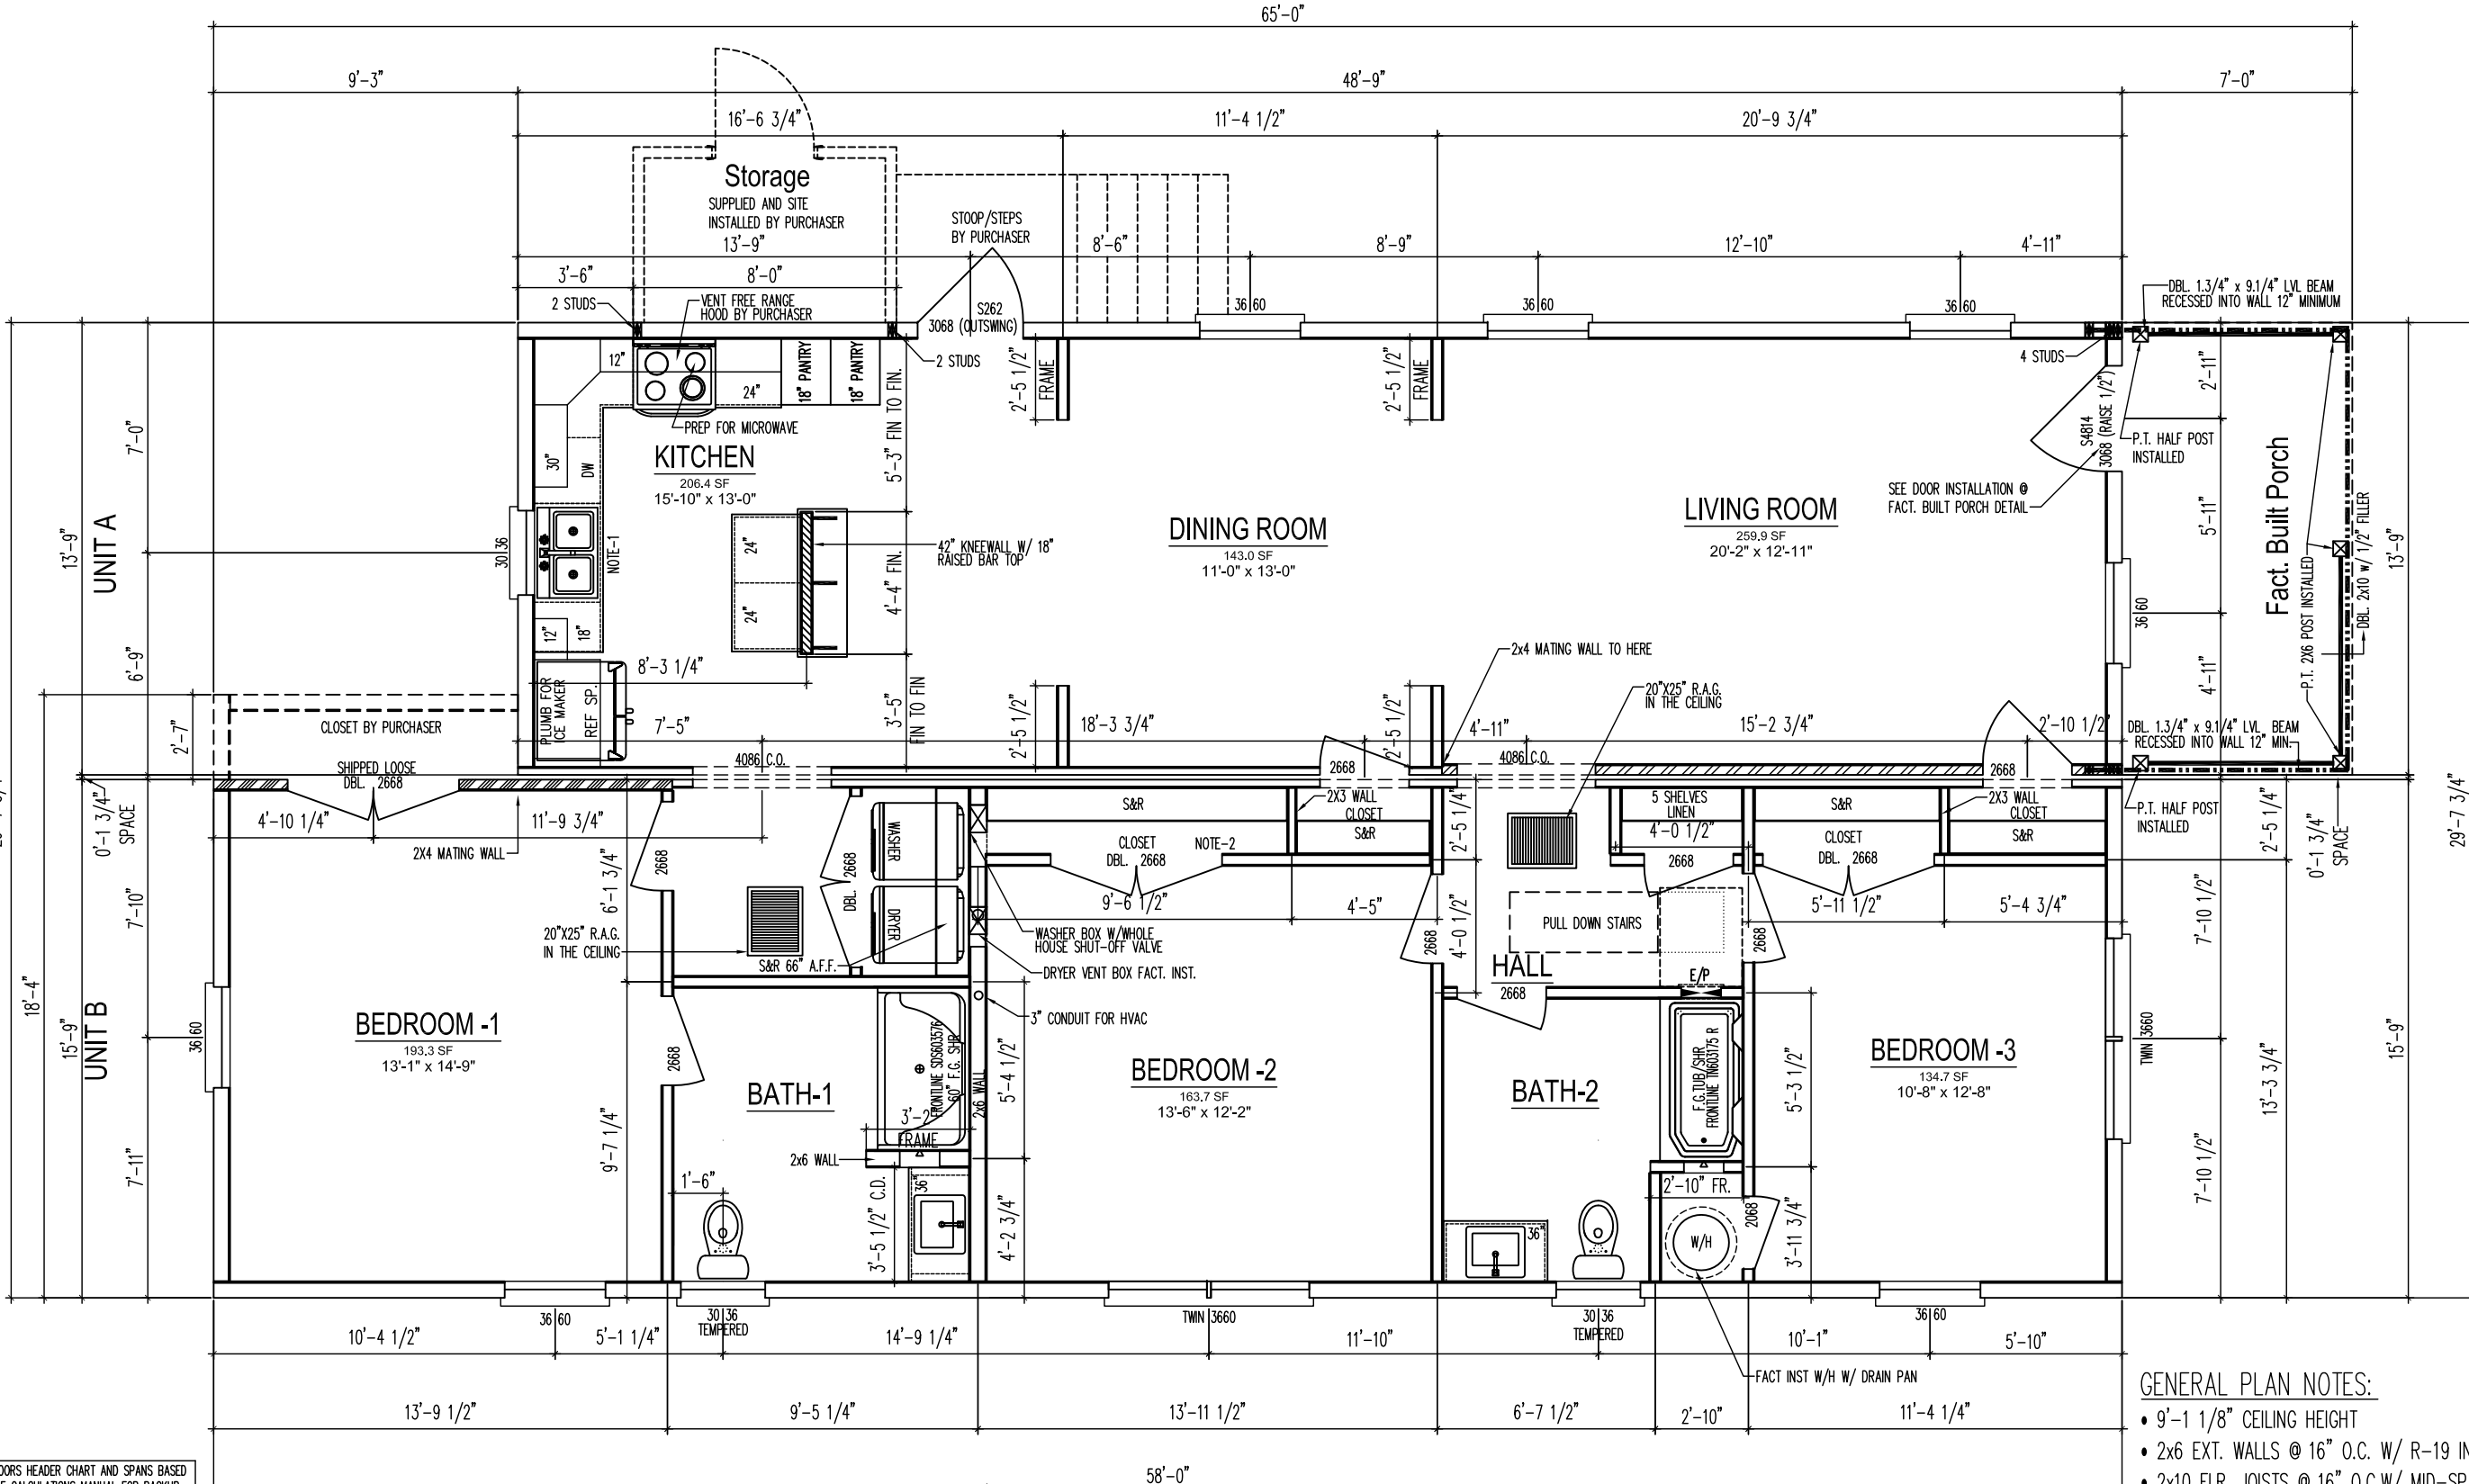 65'-0"
9'-3"
48'-9"
7'-0"
16'-6 3/4"
11'-4 1/2"
20'-9 3/4"
Storage
SUPPLIED AND SITE
INSTALLED BY PURCHASER
STOOP/STEPS
BY PURCHASER
13'-9"
8'-6"
8'-9"
12'-10"
4'-11"
3'-6"
8'-0"
2 STUDS
VENT FREE RANGE
HOOD BY PURCHASER
S262
3068 (OUTSWING)
36 60
36 60
36 60
DBL. 1.3/4" x 9.1/4" LVL BEAM
RECESSED INTO WALL 12" MINIMUM
2 STUDS
4 STUDS
12"
24"
18" PANTRY
18" PANTRY
5'-3" FIN TO FIN.
2'-5 1/2"
FRAME
2'-5 1/2"
FRAME
S4814
3068 (RAISE 1/2")
2'-11"
P.T. HALF POST
INSTALLED
PREP FOR MICROWAVE
KITCHEN
206.4 SF
15'-10" x 13'-0"
30"
DW
7'-0"
SEE DOOR INSTALLATION @
FACT. BUILT PORCH DETAIL
LIVING ROOM
259.9 SF
20'-2" x 12'-11"
5'-11"
Fact. Built Porch
DINING ROOM
143.0 SF
11'-0" x 13'-0"
UNIT A
13'-9"
30 36
NOTE-1
24"
24"
42" KNEEWALL W/ 18"
RAISED BAR TOP
4'-4" FIN.
36 60
P.T. 2X6 POST INSTALLED
DBL. 2x10 w/ 1/2" FILLER
13'-9"
12"
18"
6'-9"
8'-3 1/4"
2x4 MATING WALL TO HERE
4'-11"
PLUMB FOR
ICE MAKER
REF SP.
7'-5"
3'-5"
FIN TO FIN
2'-5 1/2"
18'-3 3/4"
2'-5 1/2"
4'-11"
20"X25" R.A.G.
IN THE CEILING
15'-2 3/4"
2'-10 1/2"
DBL. 1.3/4" x 9.1/4" LVL BEAM
RECESSED INTO WALL 12" MIN.
CLOSET BY PURCHASER
2'-7"
4086 C.O.
4086 C.O.
SHIPPED LOOSE
DBL. 2668
2668
2668
0'-1 3/4"
SPACE
4'-10 1/4"
11'-9 3/4"
2X4 MATING WALL
6'-1 3/4"
2668
DBL. 2668
WASHER
DRYER
S&R
CLOSET
DBL. 2668
NOTE-2
2X3 WALL
CLOSET
S&R
2'-5 1/4"
5 SHELVES
LINEN
4'-0 1/2"
2668
S&R
CLOSET
DBL. 2668
2X3 WALL
CLOSET
S&R
P.T. HALF POST
INSTALLED
2'-5 1/4"
0'-1 3/4"
SPACE
29'-7 3/4"
7'-10"
20"X25" R.A.G.
IN THE CEILING
S&R 66" A.F.F.
WASHER BOX W/WHOLE
HOUSE SHUT-OFF VALVE
DRYER VENT BOX FACT. INST.
9'-6 1/2"
4'-5"
2668
4'-0 1/2"
PULL DOWN STAIRS
2668
5'-11 1/2"
5'-4 3/4"
7'-10 1/2"
HALL
2668
E/P
18'-4"
15'-9"
UNIT B
36 60
BEDROOM -1
193.3 SF
13'-1" x 14'-9"
2668
3" CONDUIT FOR HVAC
FRONTLINE SDS603576
60" F.G. SHR
2x6 WALL
5'-4 1/2"
BEDROOM -2
163.7 SF
13'-6" x 12'-2"
BATH-1
BATH-2
F.G.TUB/SHR
FRONTLINE TN603175 R
5'-3 1/2"
BEDROOM -3
134.7 SF
10'-8" x 12'-8"
TWIN 3660
13'-3 3/4"
15'-9"
9'-7 1/4"
3'-2"
FRAME
2x6 WALL
7'-11"
1'-6"
3'-5 1/2" C.D.
36"
4'-2 3/4"
2'-10" FR.
2068
W/H
36"
3'-11 3/4"
7'-10 1/2"
36 60
30 36
TEMPERED
TWIN 3660
30 36
TEMPERED
36 60
10'-4 1/2"
5'-1 1/4"
14'-9 1/4"
11'-10"
10'-1"
5'-10"
FACT INST W/H W/ DRAIN PAN
13'-9 1/2"
9'-5 1/4"
13'-11 1/2"
6'-7 1/2"
2'-10"
11'-4 1/4"
58'-0"
GENERAL PLAN NOTES:
• 9'-1 1/8" CEILING HEIGHT
• 2x6 EXT. WALLS @ 16" O.C. W/ R-19 IN
• 2x10 FLR. JOISTS @ 16" O.C.W/ MID-SP
OORS HEADER CHART AND SPANS BASED